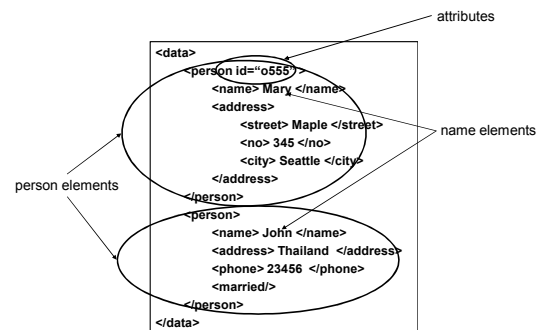 attributes
<data>
<person id=“o555” >
<name> Mary </name>
<address>
<street> Maple </street>
<no> 345 </no>
<city> Seattle </city>
</address>
</person>
<person>
<name> John </name>
<address> Thailand </address>
<phone> 23456 </phone>
<married/>
</person>
</data>
name elements
person elements